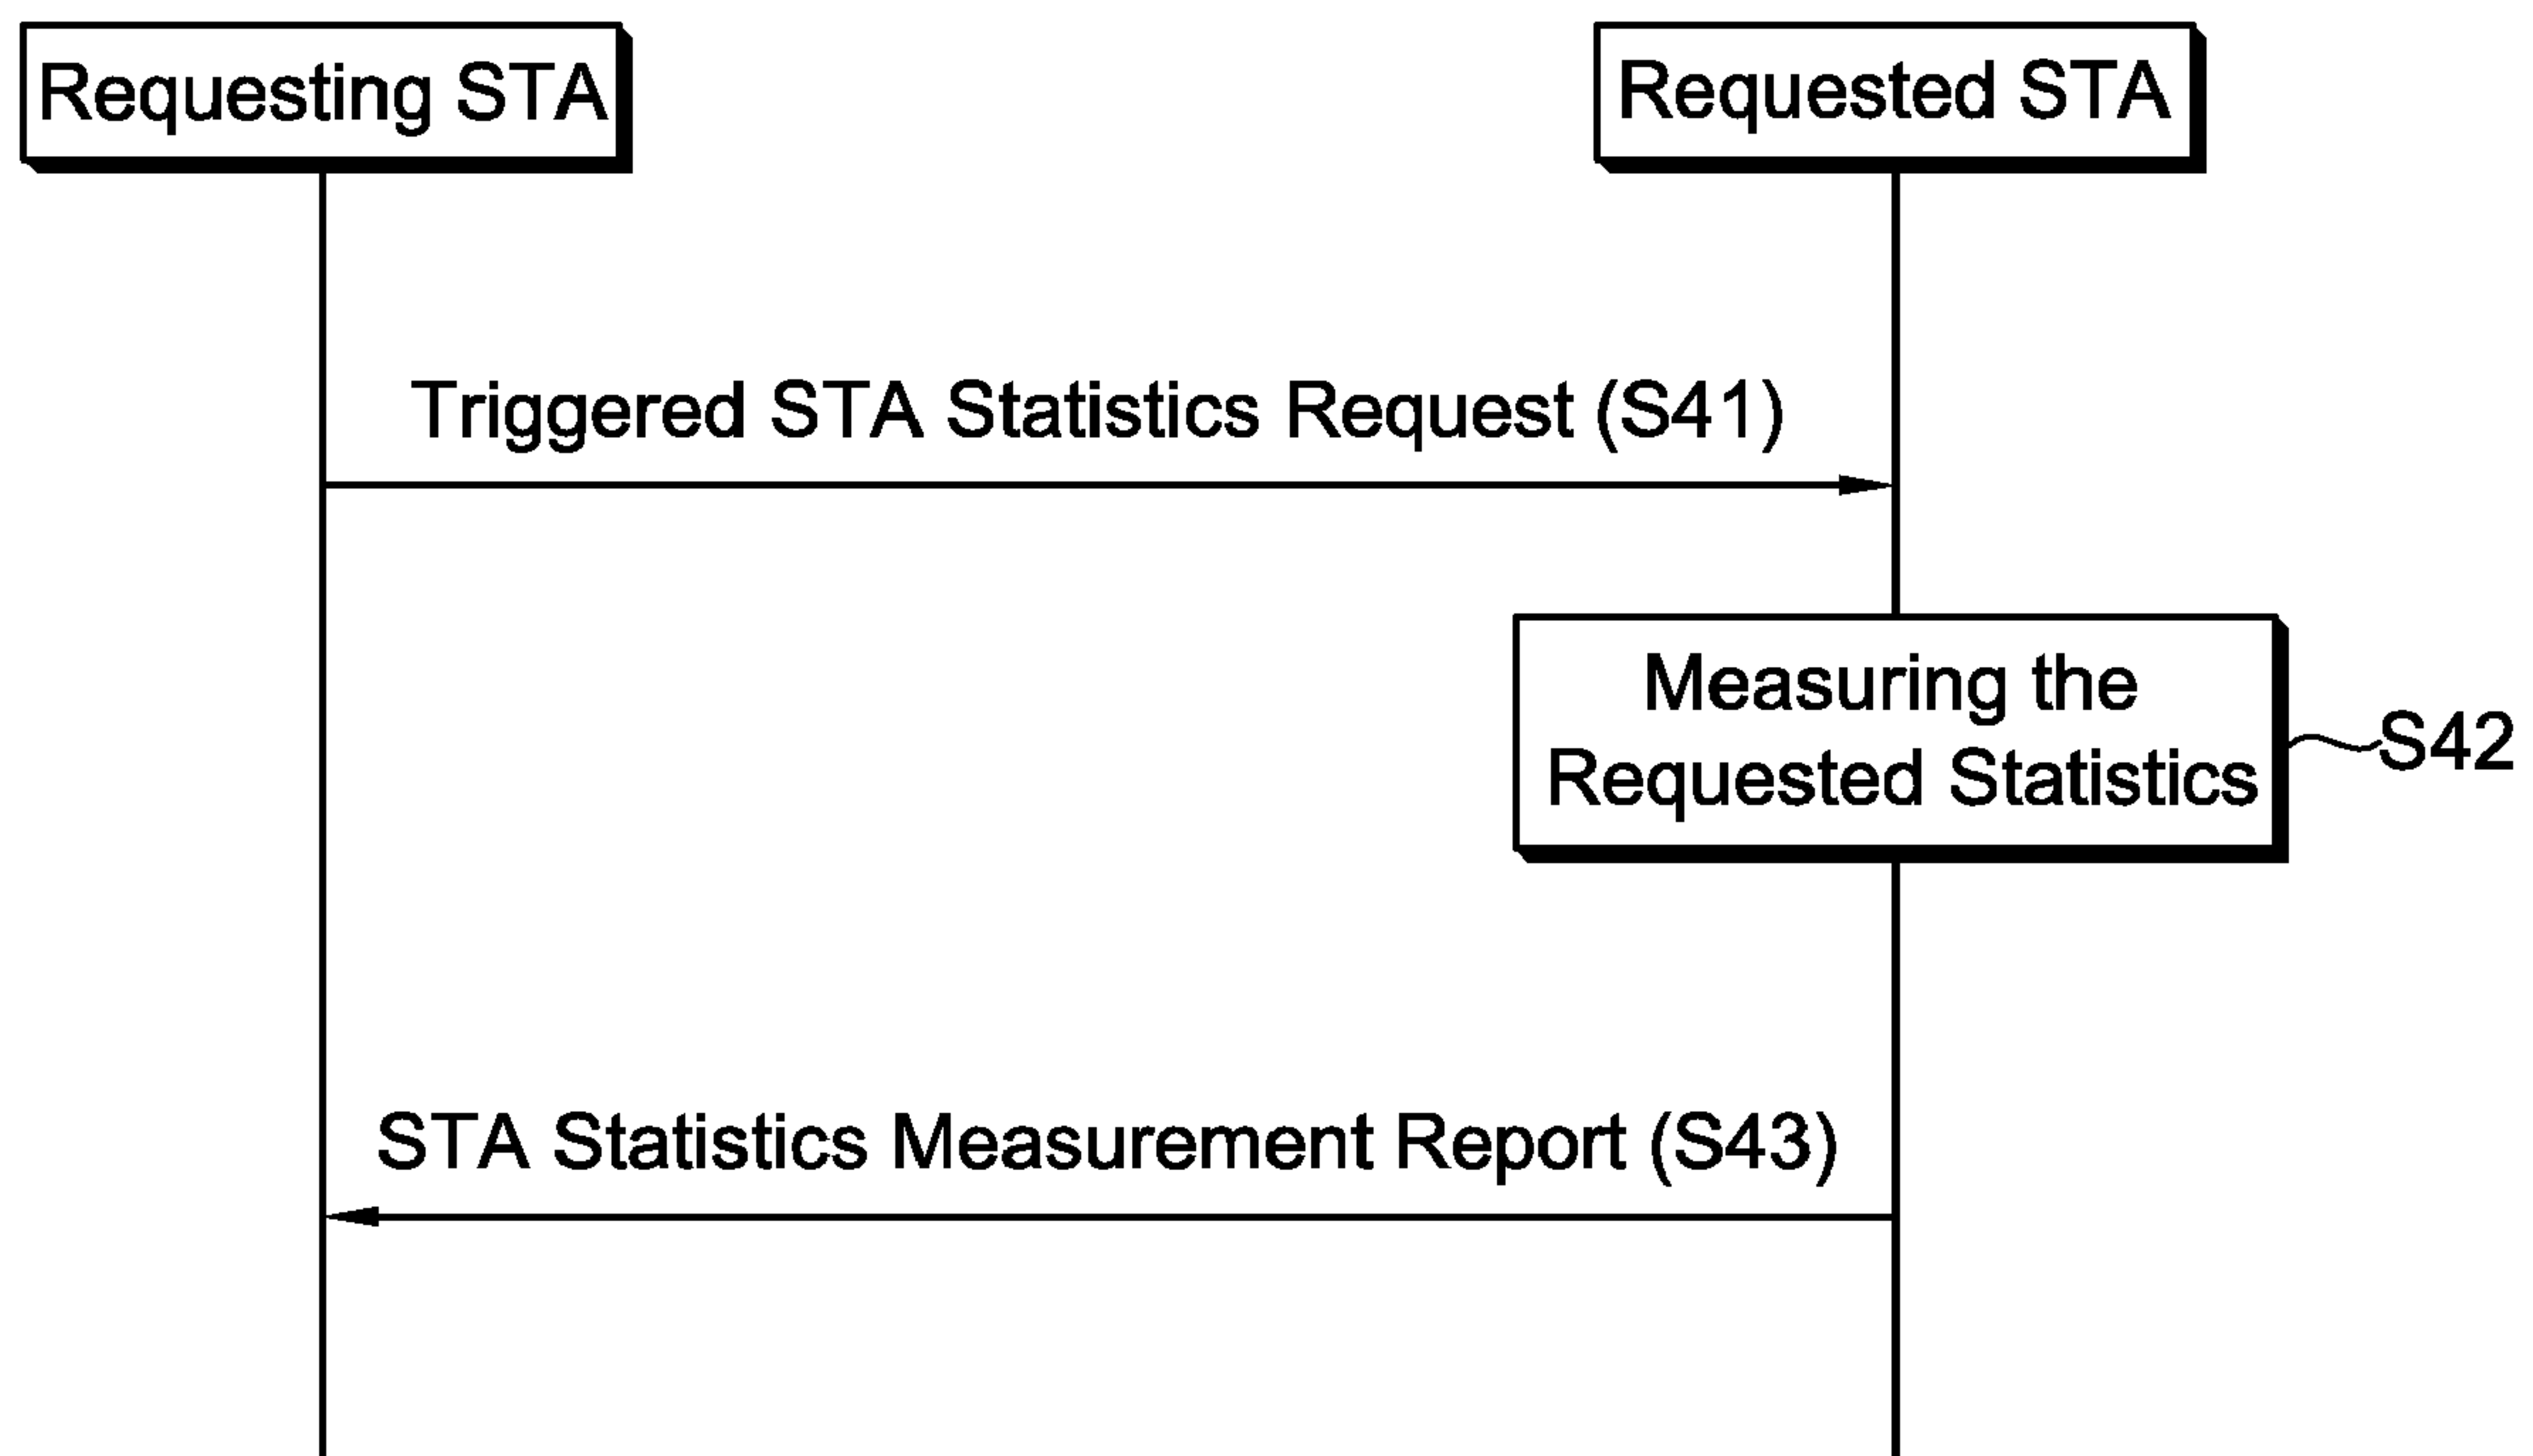 Requesting STA
Requested STA
Triggered STA Statistics Request (S41)
Measuring the
Requested Statistics
S42
STA Statistics Measurement Report (S43)